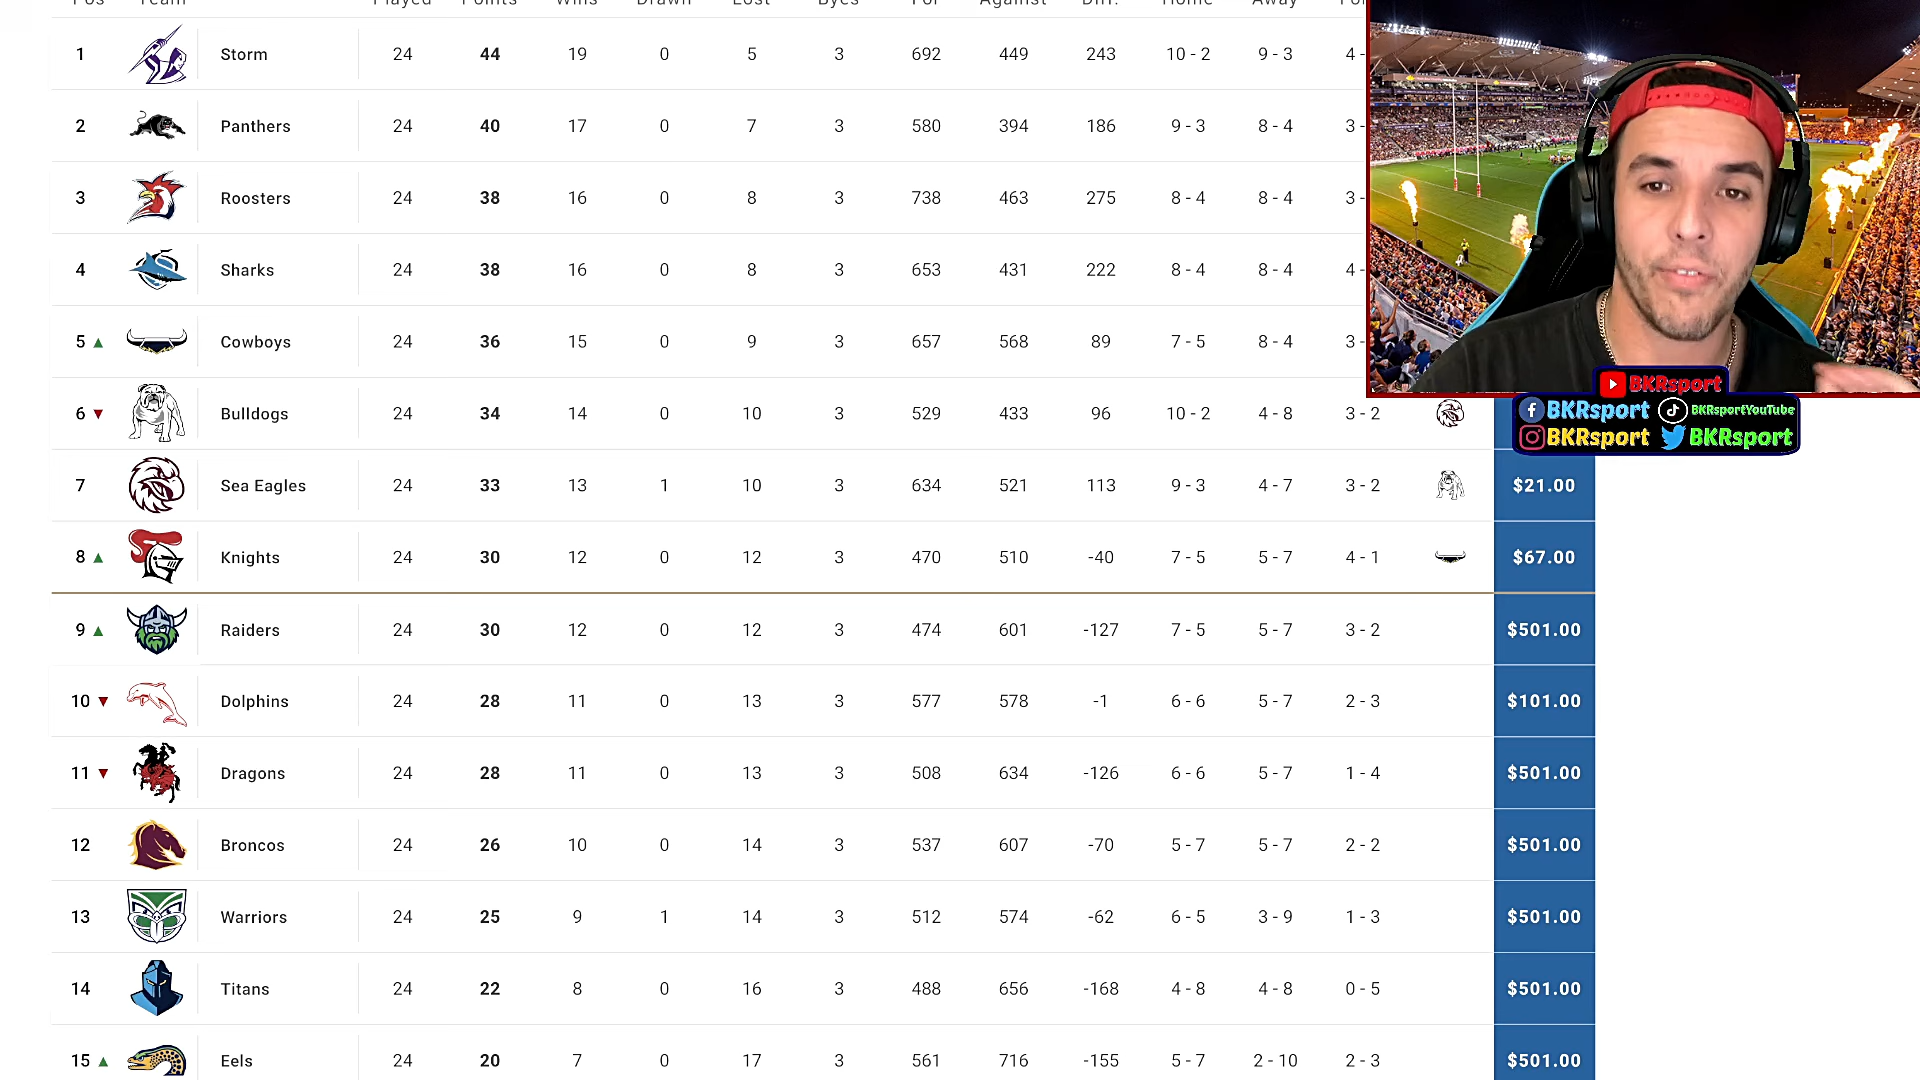 Pos Team Played Points Wins Drawn Lost Byes For Against Diff. Home Away
1 Storm 24 44 19 0 5 3 692 449 243 10 - 2 9 - 3 4 -
2 Panthers 24 40 17 0 7 3 580 394 186 9 - 3 8 - 4 3 -
3 Roosters 24 38 16 0 8 3 738 463 275 8 - 4 8 - 4 3 -
4 Sharks 24 38 16 0 8 3 653 431 222 8 - 4 8 - 4 4 -
5 ▲ Cowboys 24 36 15 0 9 3 657 568 89 7 - 5 8 - 4 3 -
6 ▼ Bulldogs 24 34 14 0 10 3 529 433 96 10 - 2 4 - 8 3 - 2
7 Sea Eagles 24 33 13 1 10 3 634 521 113 9 - 3 4 - 7 3 - 2 $21.00
8 ▲ Knights 24 30 12 0 12 3 470 510 -40 7 - 5 5 - 7 4 - 1 $67.00
9 ▲ Raiders 24 30 12 0 12 3 474 601 -127 7 - 5 5 - 7 3 - 2 $501.00
10 ▼ Dolphins 24 28 11 0 13 3 577 578 -1 6 - 6 5 - 7 2 - 3 $101.00
11 ▼ Dragons 24 28 11 0 13 3 508 634 -126 6 - 6 5 - 7 1 - 4 $501.00
12 Broncos 24 26 10 0 14 3 537 607 -70 5 - 7 5 - 7 2 - 2 $501.00
13 Warriors 24 25 9 1 14 3 512 574 -62 6 - 5 3 - 9 1 - 3 $501.00
14 Titans 24 22 8 0 16 3 488 656 -168 4 - 8 4 - 8 0 - 5 $501.00
15 ▲ Eels 24 20 7 0 17 3 561 716 -155 5 - 7 2 - 10 2 - 3 $501.00
BKRsport
BKRsport BKRsportYouTube
BKRsport BKRsport